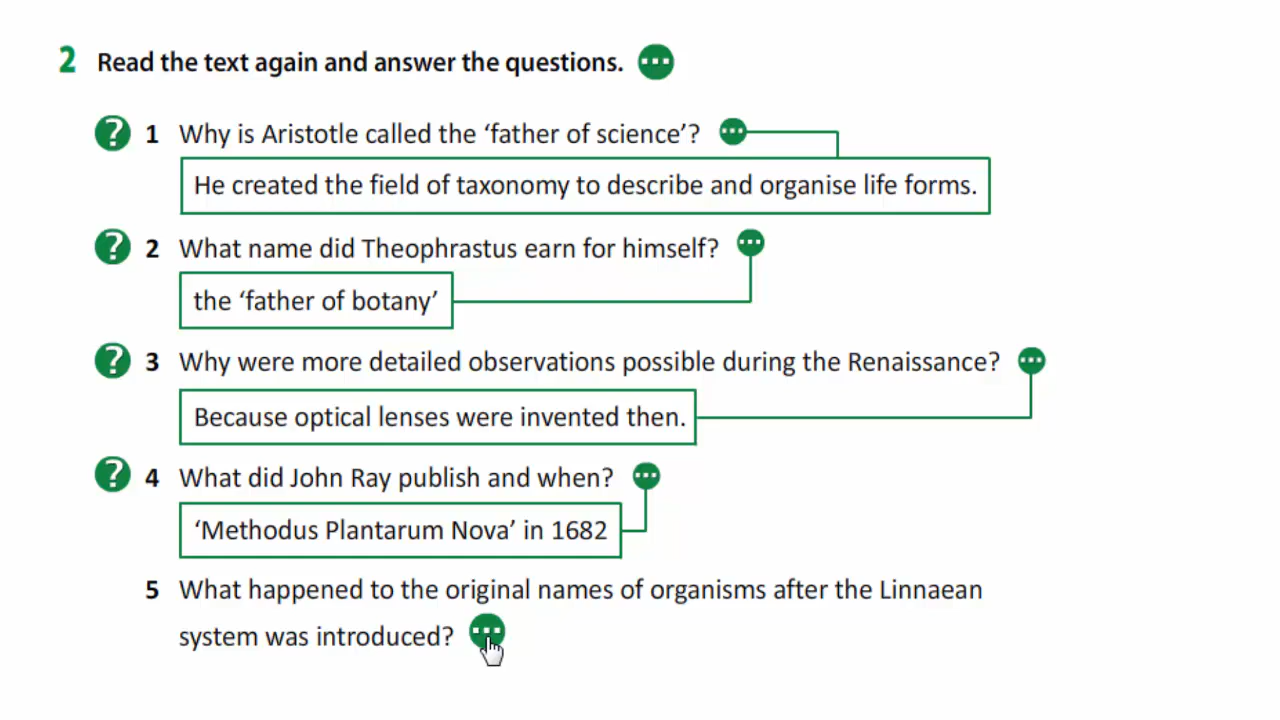 2 Read the text again and answer the questions.
? 1 Why is Aristotle called the ‘father of science’?
He created the field of taxonomy to describe and organise life forms.
? 2 What name did Theophrastus earn for himself?
the ‘father of botany’
? 3 Why were more detailed observations possible during the Renaissance?
Because optical lenses were invented then.
? 4 What did John Ray publish and when?
‘Methodus Plantarum Nova’ in 1682
5 What happened to the original names of organisms after the Linnaean
system was introduced?